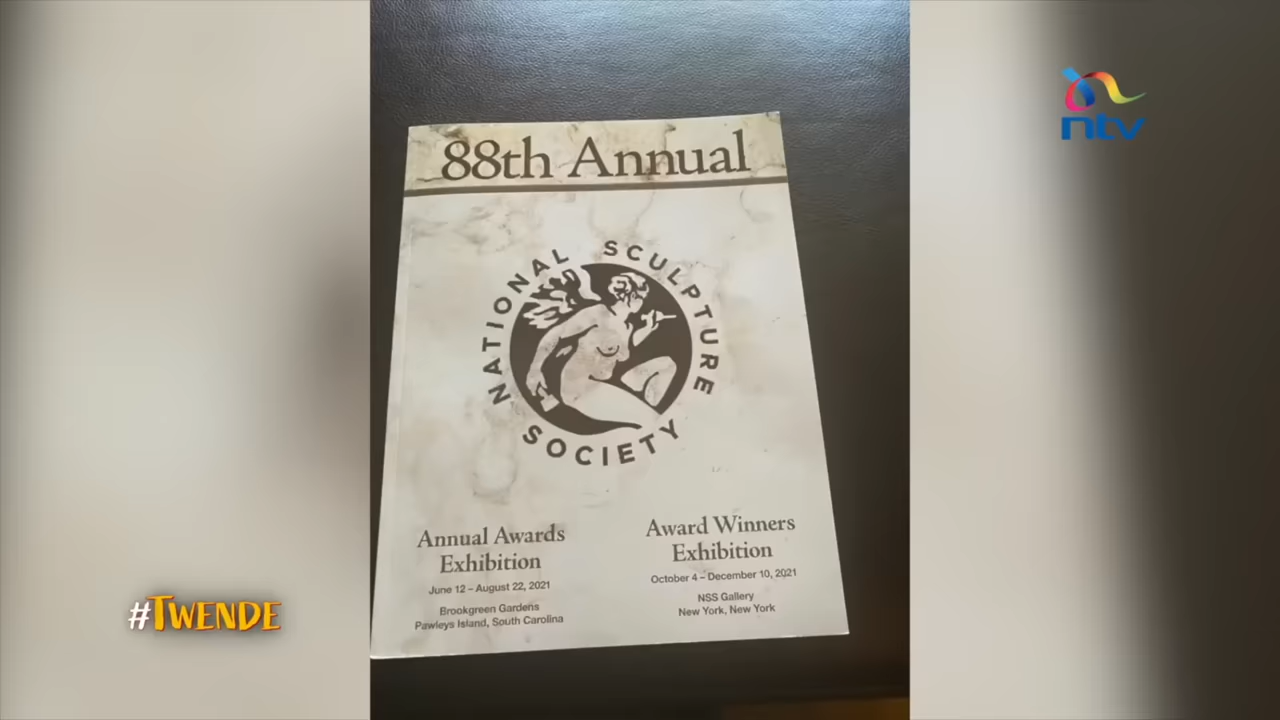 88th Annual
NATIONAL SCULPTURE SOCIETY
Annual Awards
Exhibition
June 12 – August 22, 2021
Brookgreen Gardens
Pawleys Island, South Carolina
Award Winners
Exhibition
October 4 – December 10, 2021
NSS Gallery
New York, New York
ntv
#TWENDE